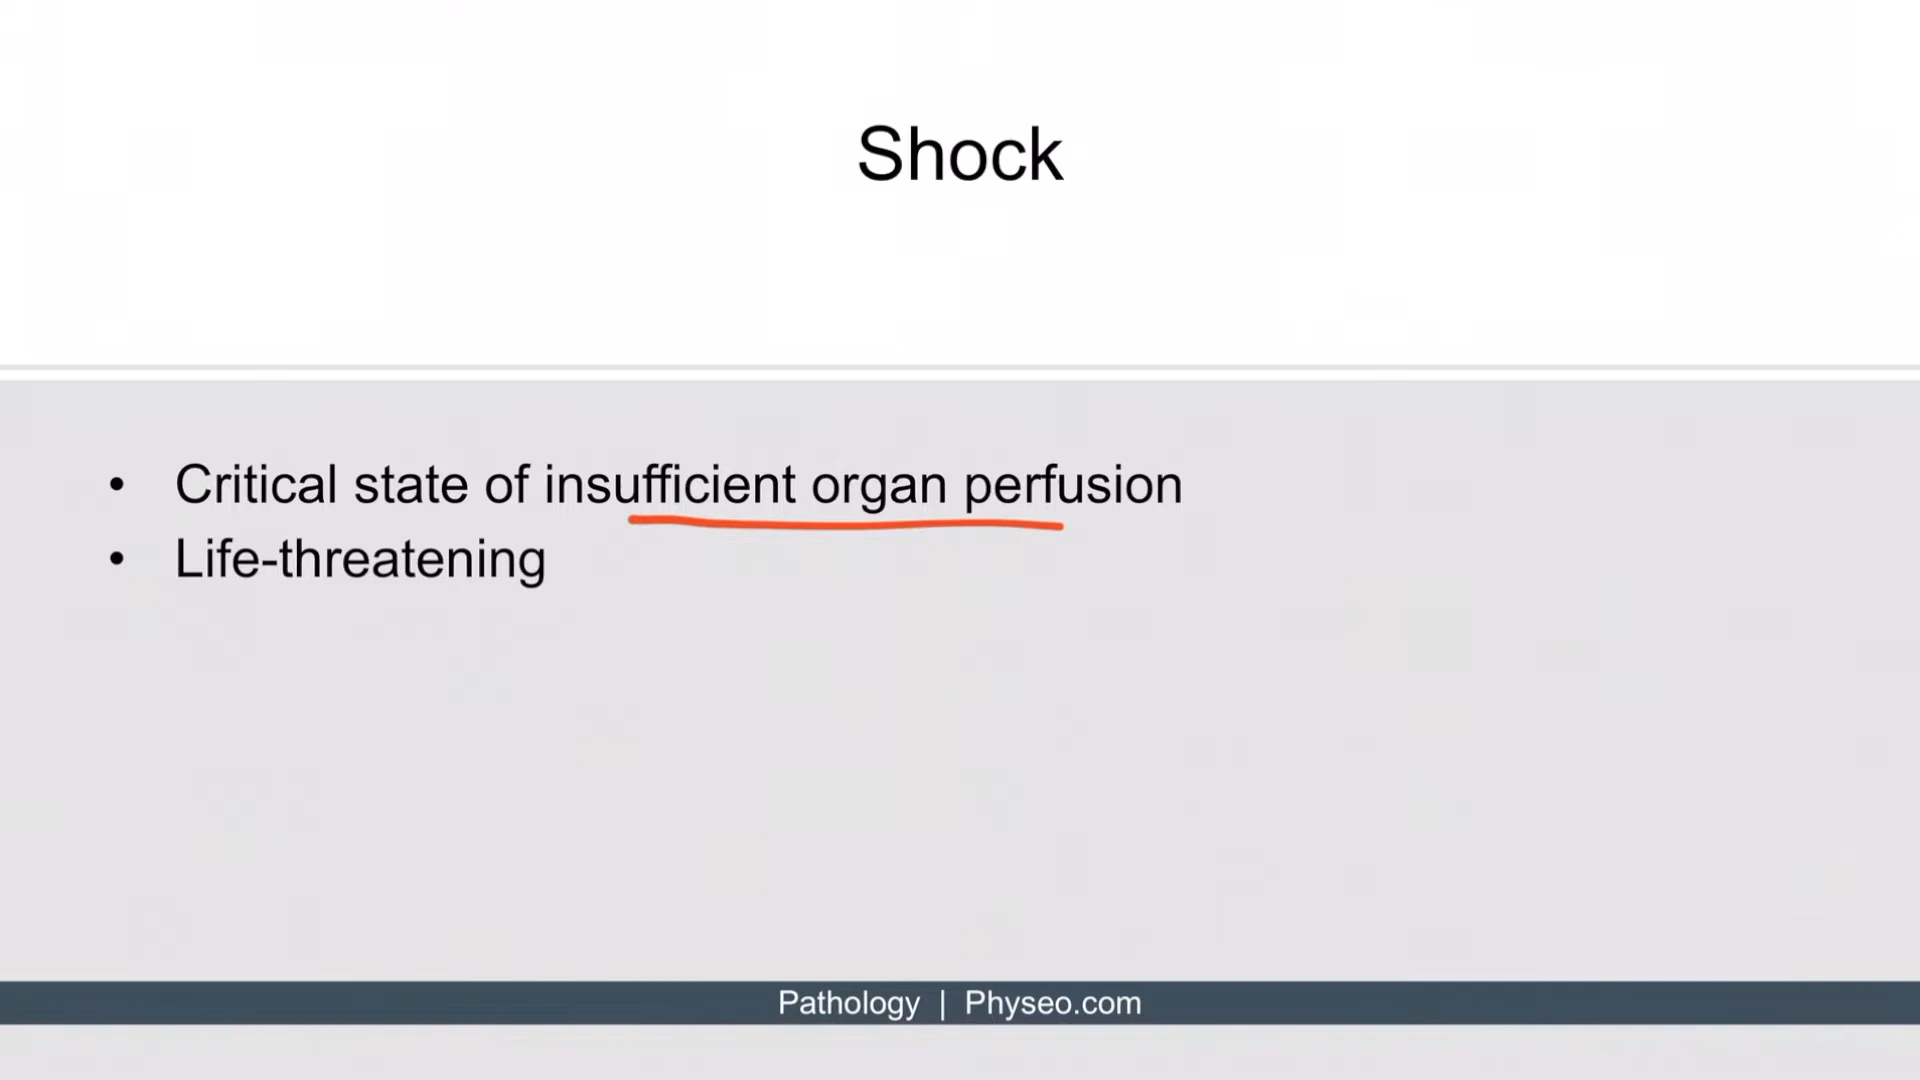 Shock
• Critical state of insufficient organ perfusion
• Life-threatening
Pathology | Physeo.com